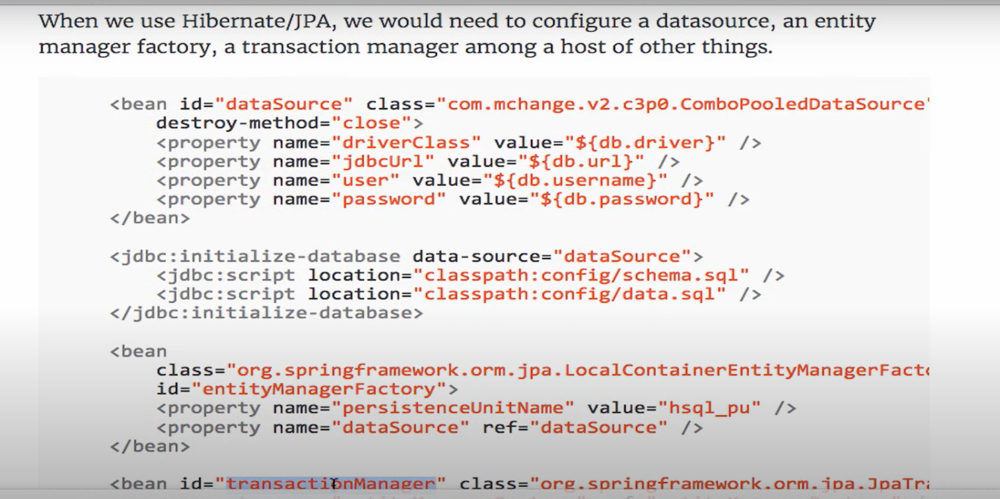 When we use Hibernate/JPA, we would need to configure a datasource, an entity
manager factory, a transaction manager among a host of other things.
<bean id="dataSource" class="com.mchange.v2.c3p0.ComboPooledDataSource"
destroy-method="close">
<property name="driverClass" value="${db.driver}" />
<property name="jdbcUrl" value="${db.url}" />
<property name="user" value="${db.username}" />
<property name="password" value="${db.password}" />
</bean>
<jdbc:initialize-database data-source="dataSource">
<jdbc:script location="classpath:config/schema.sql" />
<jdbc:script location="classpath:config/data.sql" />
</jdbc:initialize-database>
<bean
class="org.springframework.orm.jpa.LocalContainerEntityManagerFact
id="entityManagerFactory">
<property name="persistenceUnitName" value="hsql_pu" />
<property name="dataSource" ref="dataSource" />
</bean>
<bean id="transactionManager" class="org.springframework.orm.jpa.JpaTra